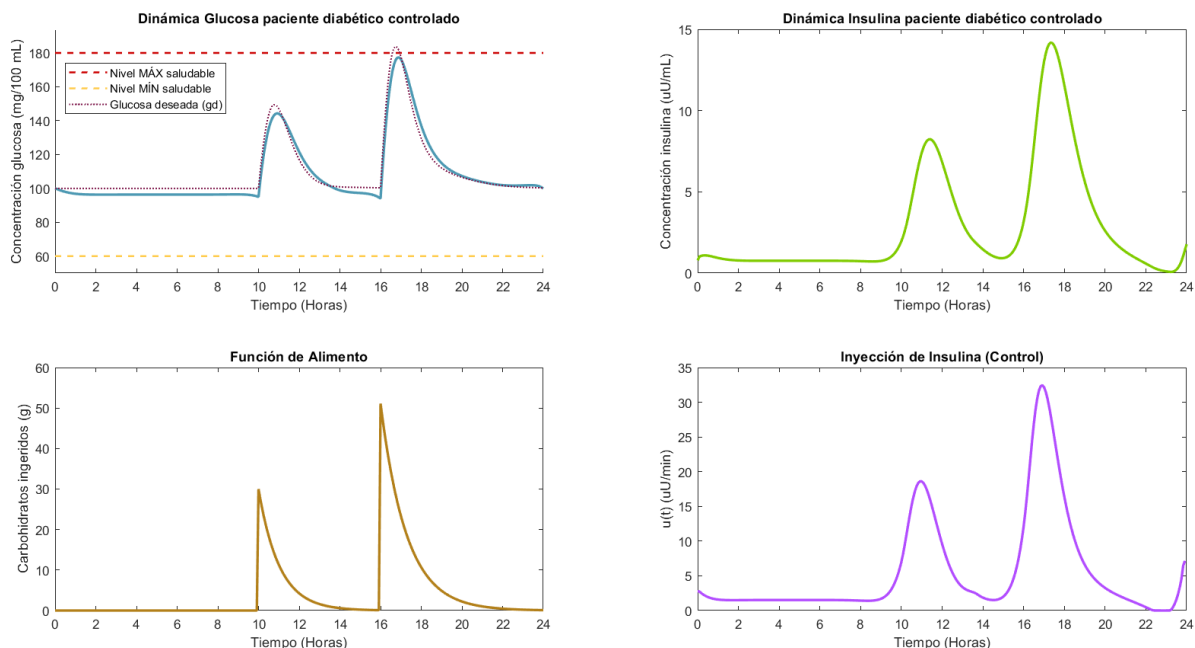 Dinámica Glucosa paciente diabético controlado
Concentración glucosa (mg/100 mL)
180
160
140
120
100
80
60
Nivel MÁX saludable
Nivel MÍN saludable
Glucosa deseada (gd)
0 2 4 6 8 10 12 14 16 18 20 22 24
Tiempo (Horas)
Dinámica Insulina paciente diabético controlado
Concentración insulina (uU/mL)
15
10
5
0
0 2 4 6 8 10 12 14 16 18 20 22 24
Tiempo (Horas)
Función de Alimento
Carbohidratos ingeridos (g)
60
50
40
30
20
10
0
0 2 4 6 8 10 12 14 16 18 20 22 24
Tiempo (Horas)
Inyección de Insulina (Control)
u(t) (uU/min)
35
30
25
20
15
10
5
0
0 2 4 6 8 10 12 14 16 18 20 22 24
Tiempo (Horas)